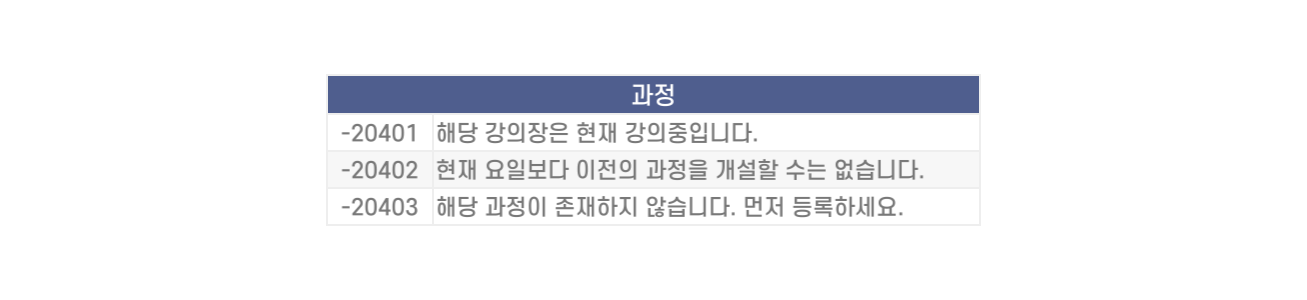 과정
-20401 해당 강의장은 현재 강의중입니다.
-20402 현재 요일보다 이전의 과정을 개설할 수는 없습니다.
-20403 해당 과정이 존재하지 않습니다. 먼저 등록하세요.